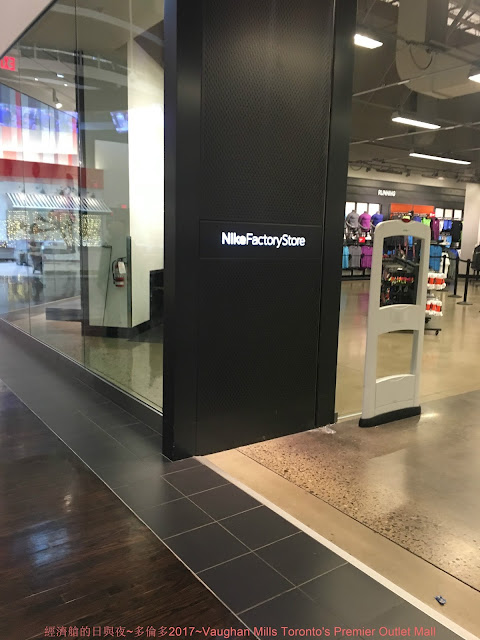 RUNNING
NikeFactoryStore
經濟艙的日與夜~多倫多2017~Vaughan Mills Toronto's Premier Outlet Mall